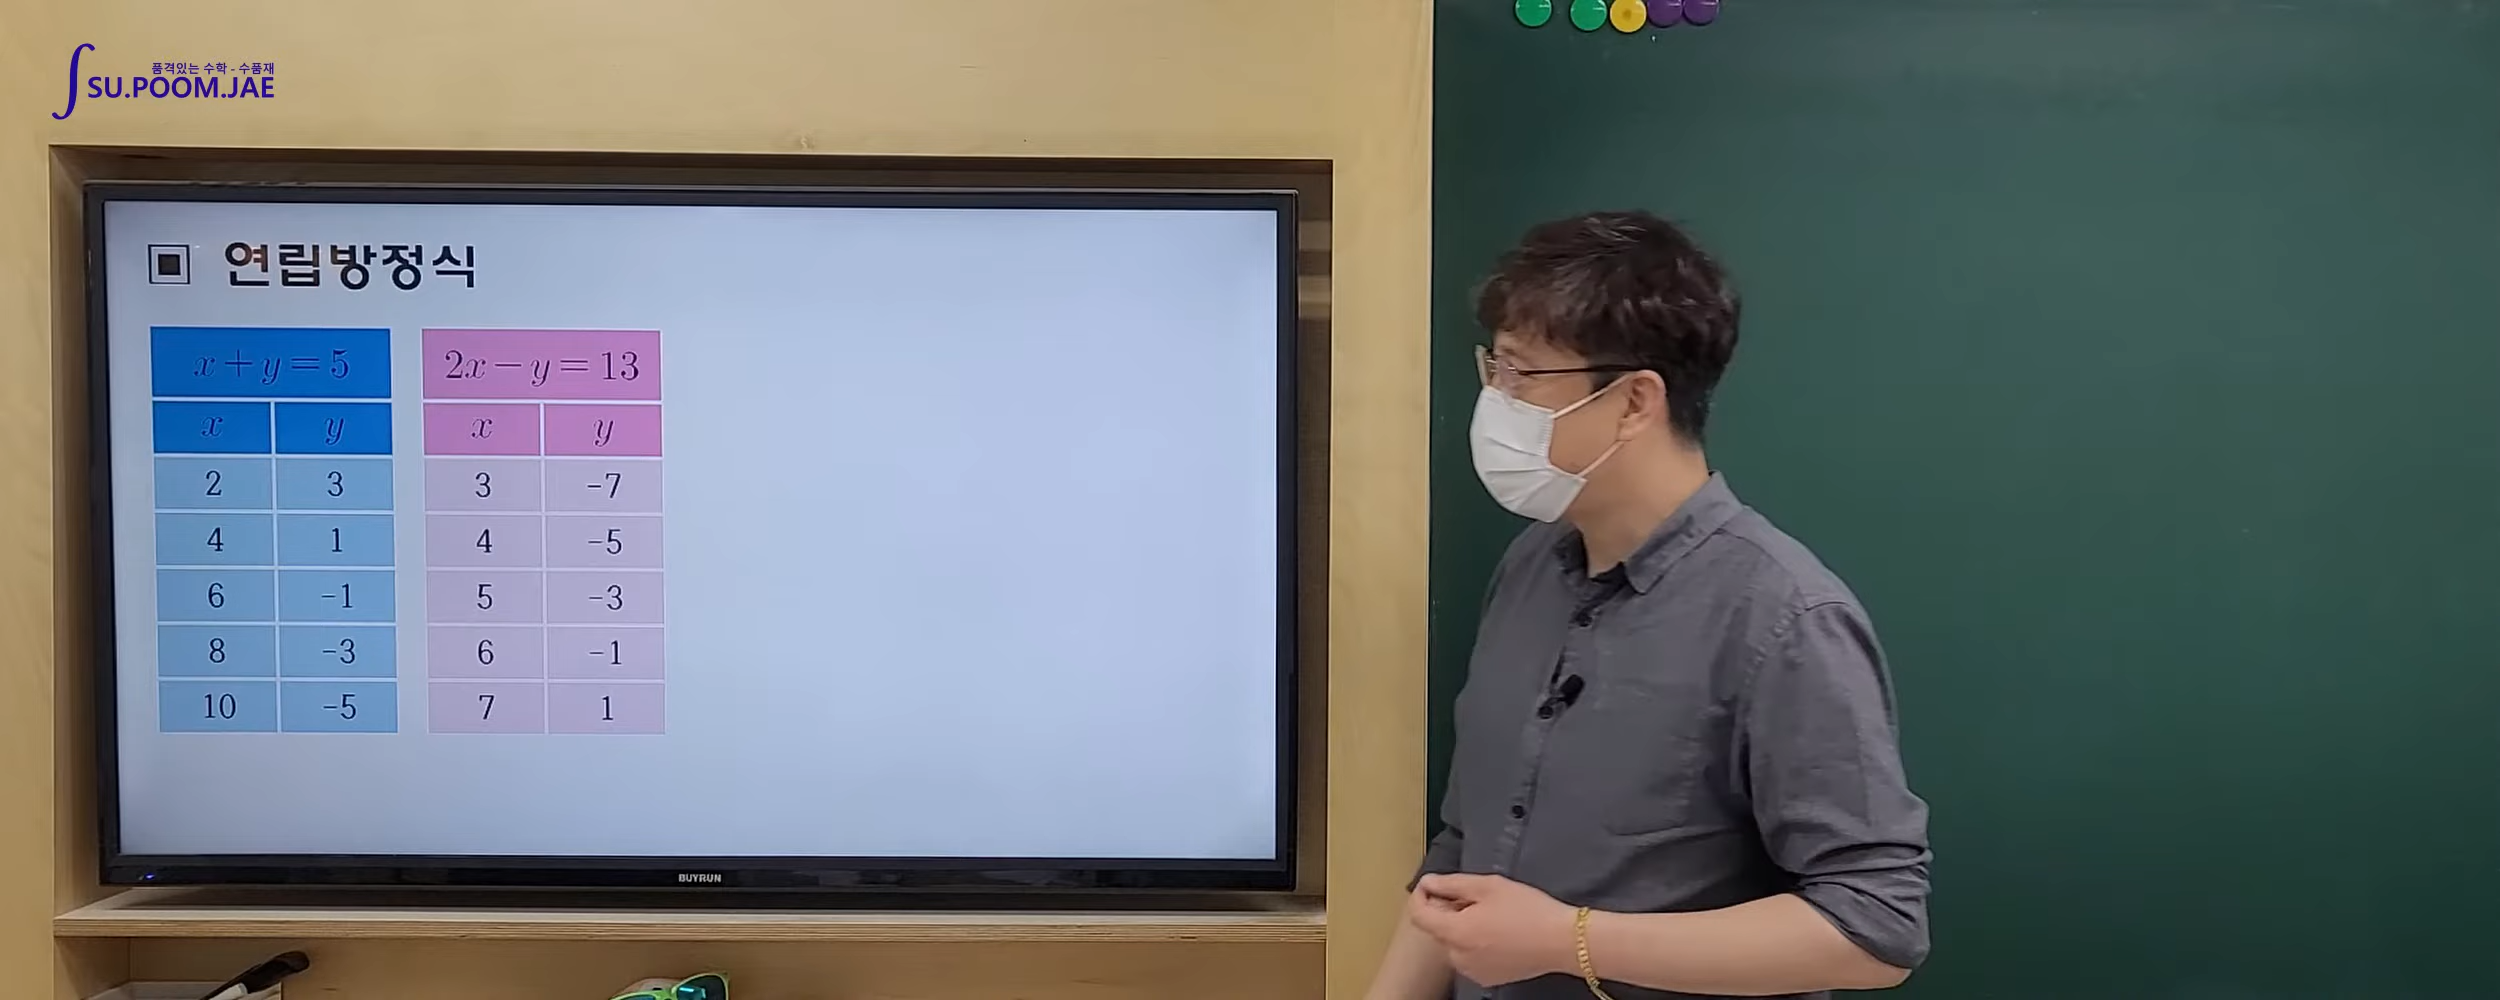 품격있는 수학 - 수품재
SU.POOM.JAE
연립방정식
x + y = 5
x y
2 3
4 1
6 -1
8 -3
10 -5
2x - y = 13
x y
3 -7
4 -5
5 -3
6 -1
7 1
BUYRUN